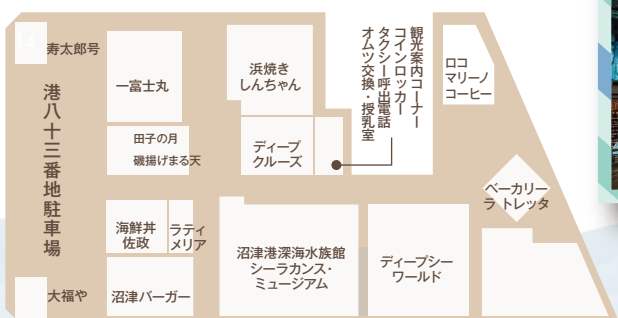 T4
寿太郎号
港八十三番地駐車場
大福や
一富士丸
田子の月
磯揚げまる天
海鮮丼
佐政
ラティ
メリア
沼津バーガー
浜焼き
しんちゃん
ディープ
クルーズ
観光案内コーナー
コインロッカー
タクシー呼出電話
オムツ交換・授乳室
沼津港深海水族館
シーラカンス・
ミュージアム
ディープシー
ワールド
ロコ
マリーノ
コーヒー
ベーカリー
ラ トレッタ